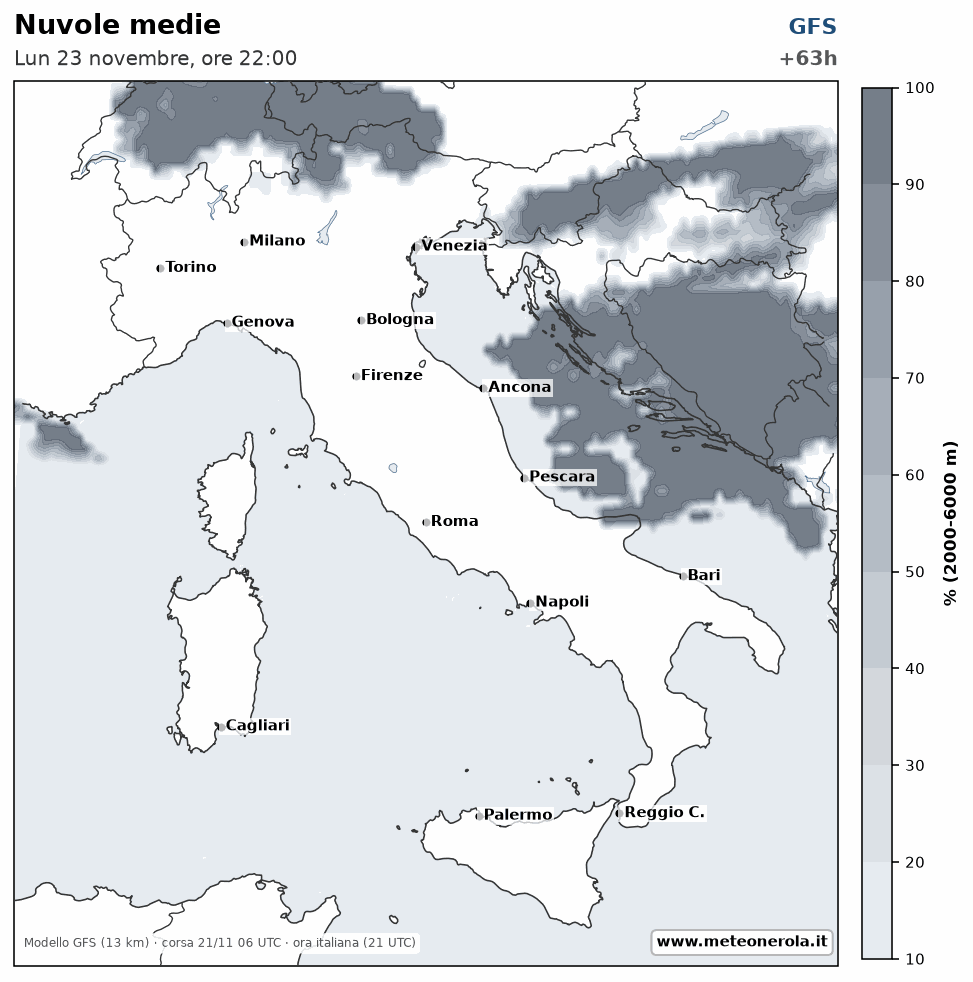 Nuvole medie
GFS
Lun 23 novembre, ore 22:00
+63h
Milano
Venezia
Torino
Genova
Bologna
Firenze
Ancona
Pescara
Roma
Bari
Napoli
Cagliari
Palermo
Reggio C.
100
90
80
70
60
50
40
30
20
10
% (2000-6000 m)
Modello GFS (13 km) · corsa 21/11 06 UTC · ora italiana (21 UTC)
www.meteonerola.it